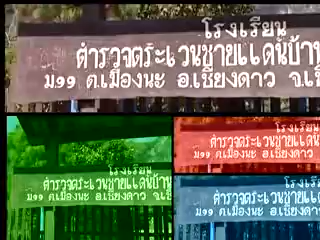 โรงเรียน
ตำรวจตระเวนชายแดนบ้าน
ม๑๑ ต.เมืองนะ อ.เชียงดาว จ.เชี
โรงเรียน
ตำรวจตระเวนชายแดนบ้าน
ม๑๑ ต.เมืองนะ อ.เชียงดาว จ.เชี
โรงเรียน
ตำรวจตระเวนชายแดนบ้าน
ม๑๑ ต.เมืองนะ อ.เชียงดาว
โรงเรีย
ตำรวจตระเวนชายแดนบ้าน
ม๑๑ ต.เมืองนะ อ.เชียงดาว